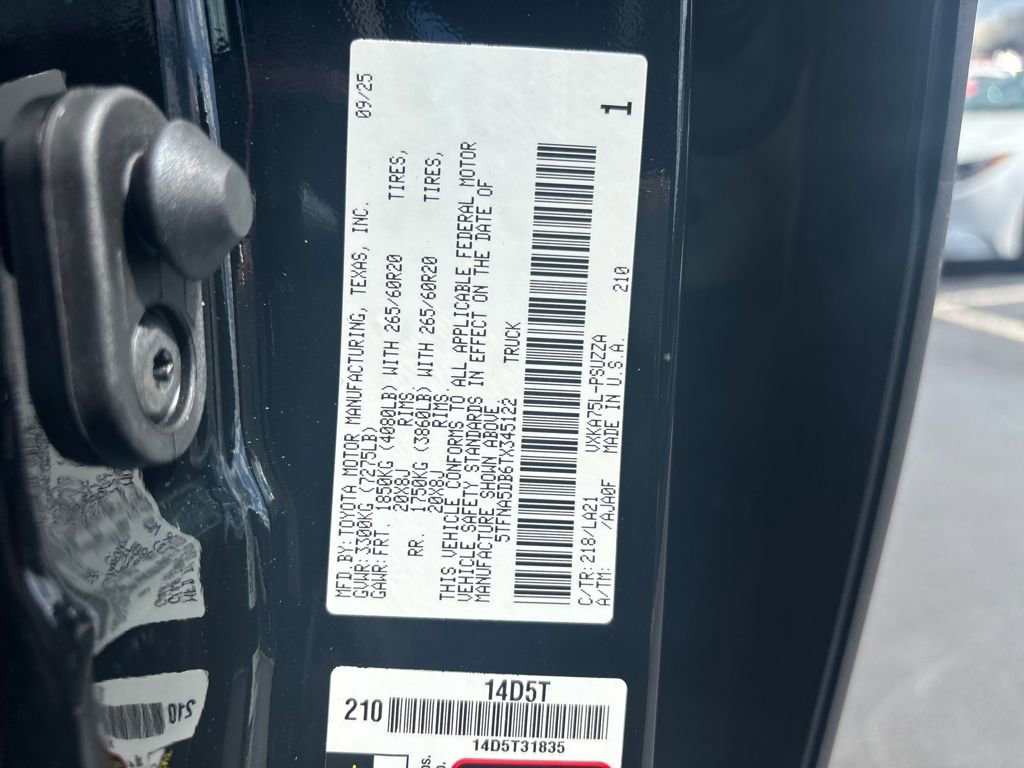 MFD BY: TOYOTA MOTOR MANUFACTURING, TEXAS, INC. 09/25
GVWR: 3300KG (7275LB)
GAWR: FRT. 1850KG (4080LB) WITH 265/60R20 TIRES,
20X8J RIMS
RR. 1750KG (3860LB) WITH 265/60R20 TIRES,
20X8J RIMS
THIS VEHICLE CONFORMS TO ALL APPLICABLE FEDERAL MOTOR
VEHICLE SAFETY STANDARDS IN EFFECT ON THE DATE OF
MANUFACTURE SHOWN ABOVE.
5TFNA5DB6TX345122 TRUCK
C/TR: 218/LA21 VXKA75L-PSUZZA 210
A/TM: /AJA0F MADE IN U.S.A.
1
14D5T
210
14D5T31835
210